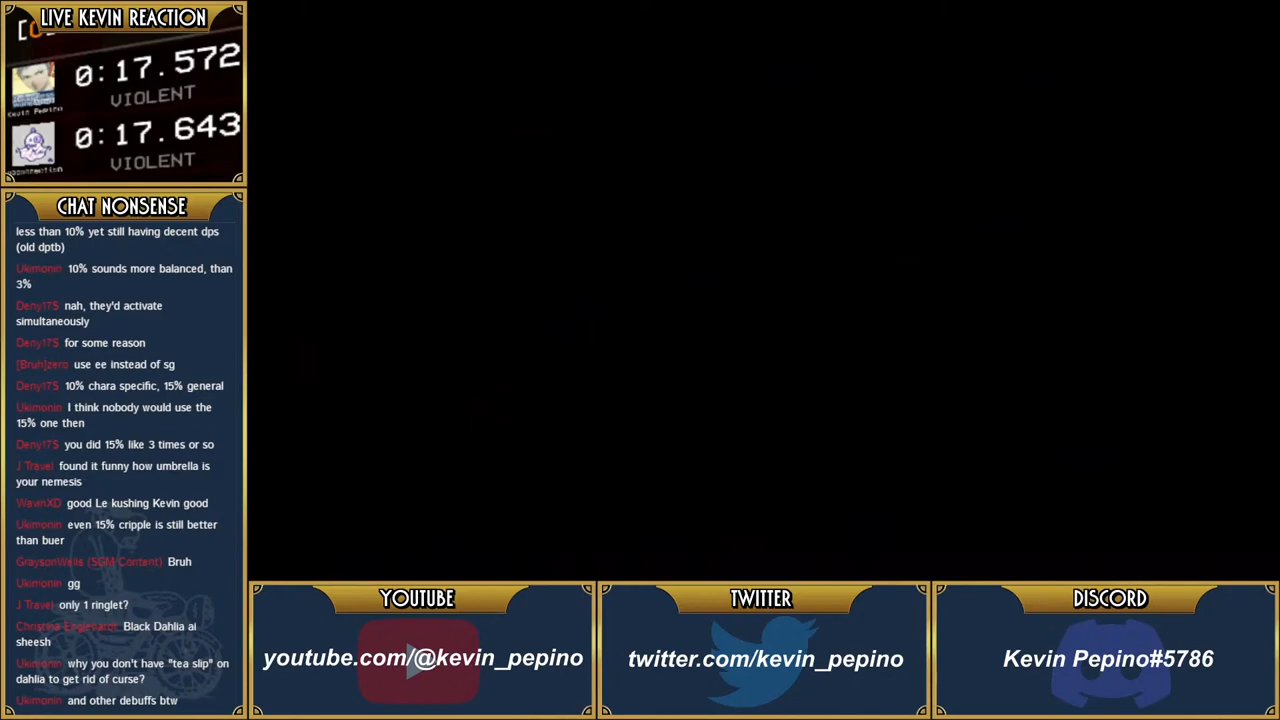 LIVE KEVIN REACTION
0:17.572
VIOLENT
Kevin Pepino
0:17.643
VIOLENT
CHAT NONSENSE
less than 10% yet still having decent dps
(old dptb)
Ukimonin 10% sounds more balanced, than
3%
Deny175 nah, they'd activate
simultaneously
Deny175 for some reason
[Bruh]zero use ee instead of sg
Deny175 10% chara specific, 15% general
Ukimonin I think nobody would use the
15% one then
Deny175 you did 15% like 3 times or so
J Travel found it funny how umbrella is
your nemesis
WavinXD good Le kushing Kevin good
Ukimonin even 15% cripple is still better
than buer
GraysonWells (SGM Content) Bruh
Ukimonin gg
J Travel only 1 ringlet?
Christina Englehardt Black Dahlia ai
sheesh
Ukimonin why you don't have "tea slip" on
dahlia to get rid of curse?
Ukimonin and other debuffs btw
YOUTUBE
youtube.com/@kevin_pepino
TWITTER
twitter.com/kevin_pepino
DISCORD
Kevin Pepino#5786